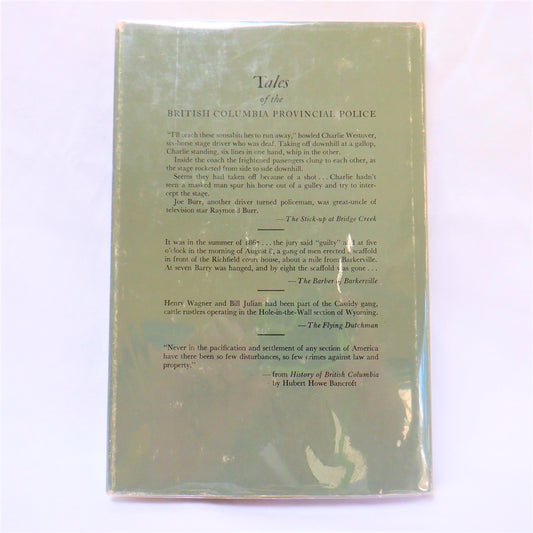 Tales
of the
BRITISH COLUMBIA PROVINCIAL POLICE
"I'll teach these sonsabitches to run away," howled Charlie Westover,
six-horse stage driver who was deaf. Taking off downhill at a gallop,
Charlie standing, six lines in one hand, whip in the other.
Inside the coach the frightened passengers clung to each other, as
the stage rocketed from side to side downhill.
Seems they had taken off because of a shot . . . Charlie hadn't
seen a masked man spur his horse out of a gulley and try to inter-
cept the stage.
Joe Burr, another driver turned policeman, was great-uncle of
television star Raymond Burr.
—The Stick-up at Bridge Creek
It was in the summer of . . . the jury said "guilty" and at five
o'clock in the morning of August, a gang of men erected a scaffold
in front of the Richfield court house, about a mile from Barkerville.
At seven Barry was hanged, and by eight the scaffold was gone . . .
—The Barber of Barkerville
Henry Wagner and Bill Julian had been part of the Cassidy gang,
cattle rustlers operating in the Hole-in-the-Wall section of Wyoming.
—The Flying Dutchman
"Never in the pacification and settlement of any section of America
have there been so few disturbances, so few crimes against law and
property."
—from History of British Columbia
by Hubert Howe Bancroft